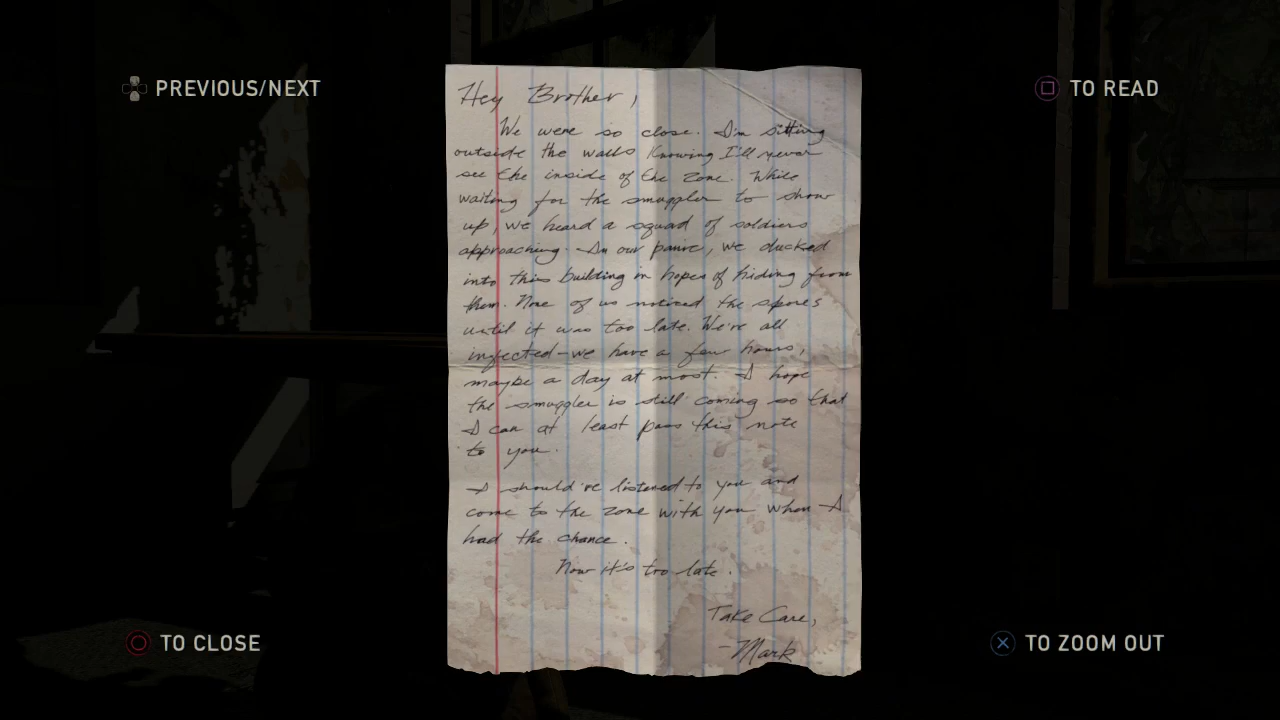 PREVIOUS/NEXT
TO READ
Hey Brother,
We were so close. I'm sitting
outside the walls knowing I'll never
see the inside of the zone. While
waiting for the smuggler to show
up, we heard a squad of soldiers
approaching. In our panic, we ducked
into this building in hopes of hiding from
them. None of us noticed the spores
until it was too late. We're all
infected-we have a few hours,
maybe a day at most. I hope
the smuggler is still coming so that
I can at least pass this note
to you.
I should've listened to you and
come to the zone with you when I
had the chance.
Now it's too late.
Take Care,
-Mark
TO CLOSE
TO ZOOM OUT